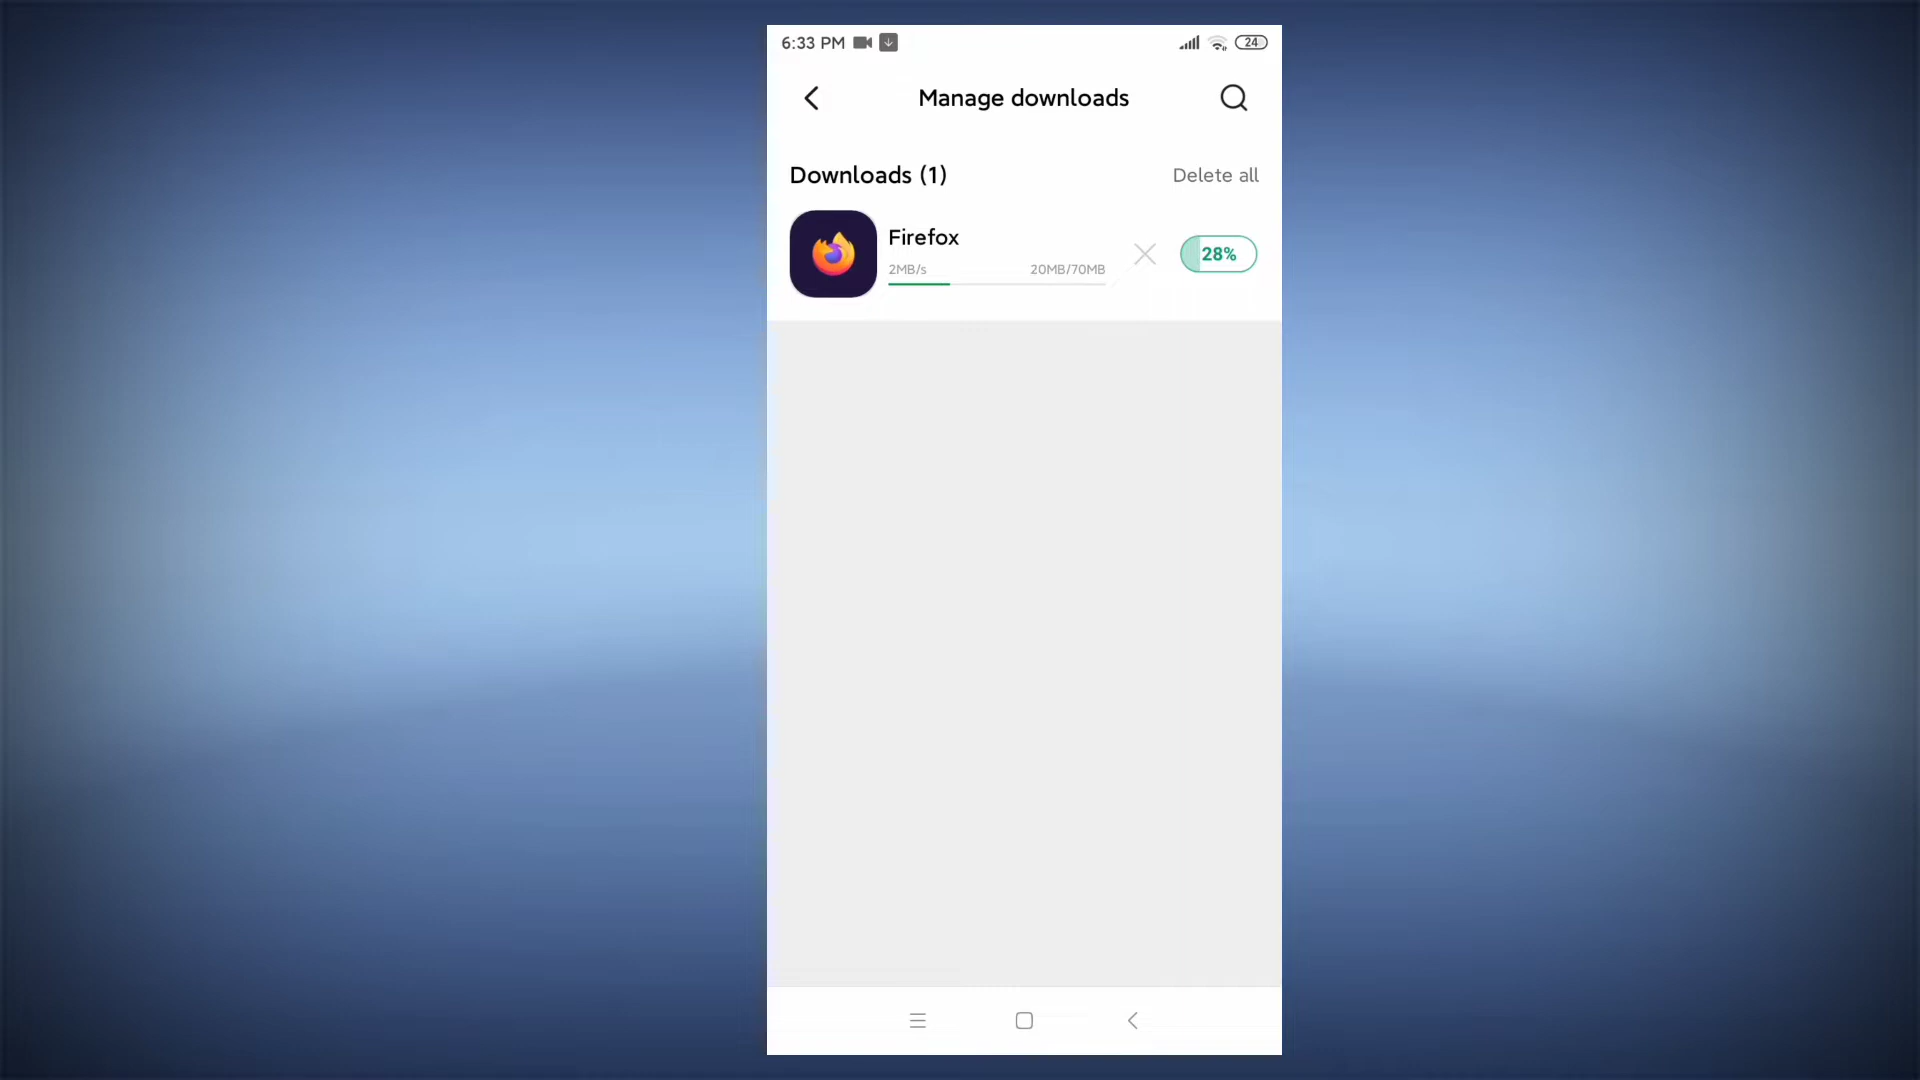 6:33 PM 24
Manage downloads
Downloads (1) Delete all
Firefox
2MB/s 20MB/70MB
28%